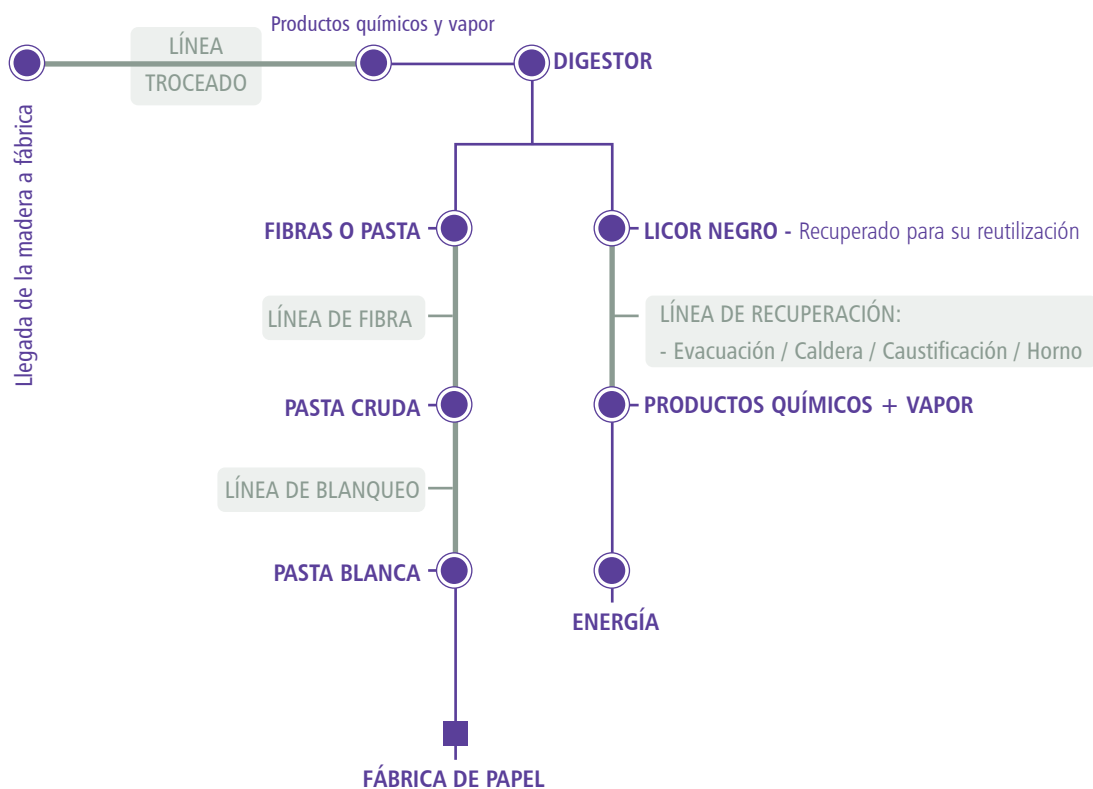 Productos químicos y vapor
LÍNEA
TROCEADO
DIGESTOR
Llegada de la madera a fábrica
FIBRAS O PASTA
LICOR NEGRO - Recuperado para su reutilización
LÍNEA DE FIBRA
LÍNEA DE RECUPERACIÓN:
- Evacuación / Caldera / Caustificación / Horno
PASTA CRUDA
PRODUCTOS QUÍMICOS + VAPOR
LÍNEA DE BLANQUEO
PASTA BLANCA
ENERGÍA
FÁBRICA DE PAPEL